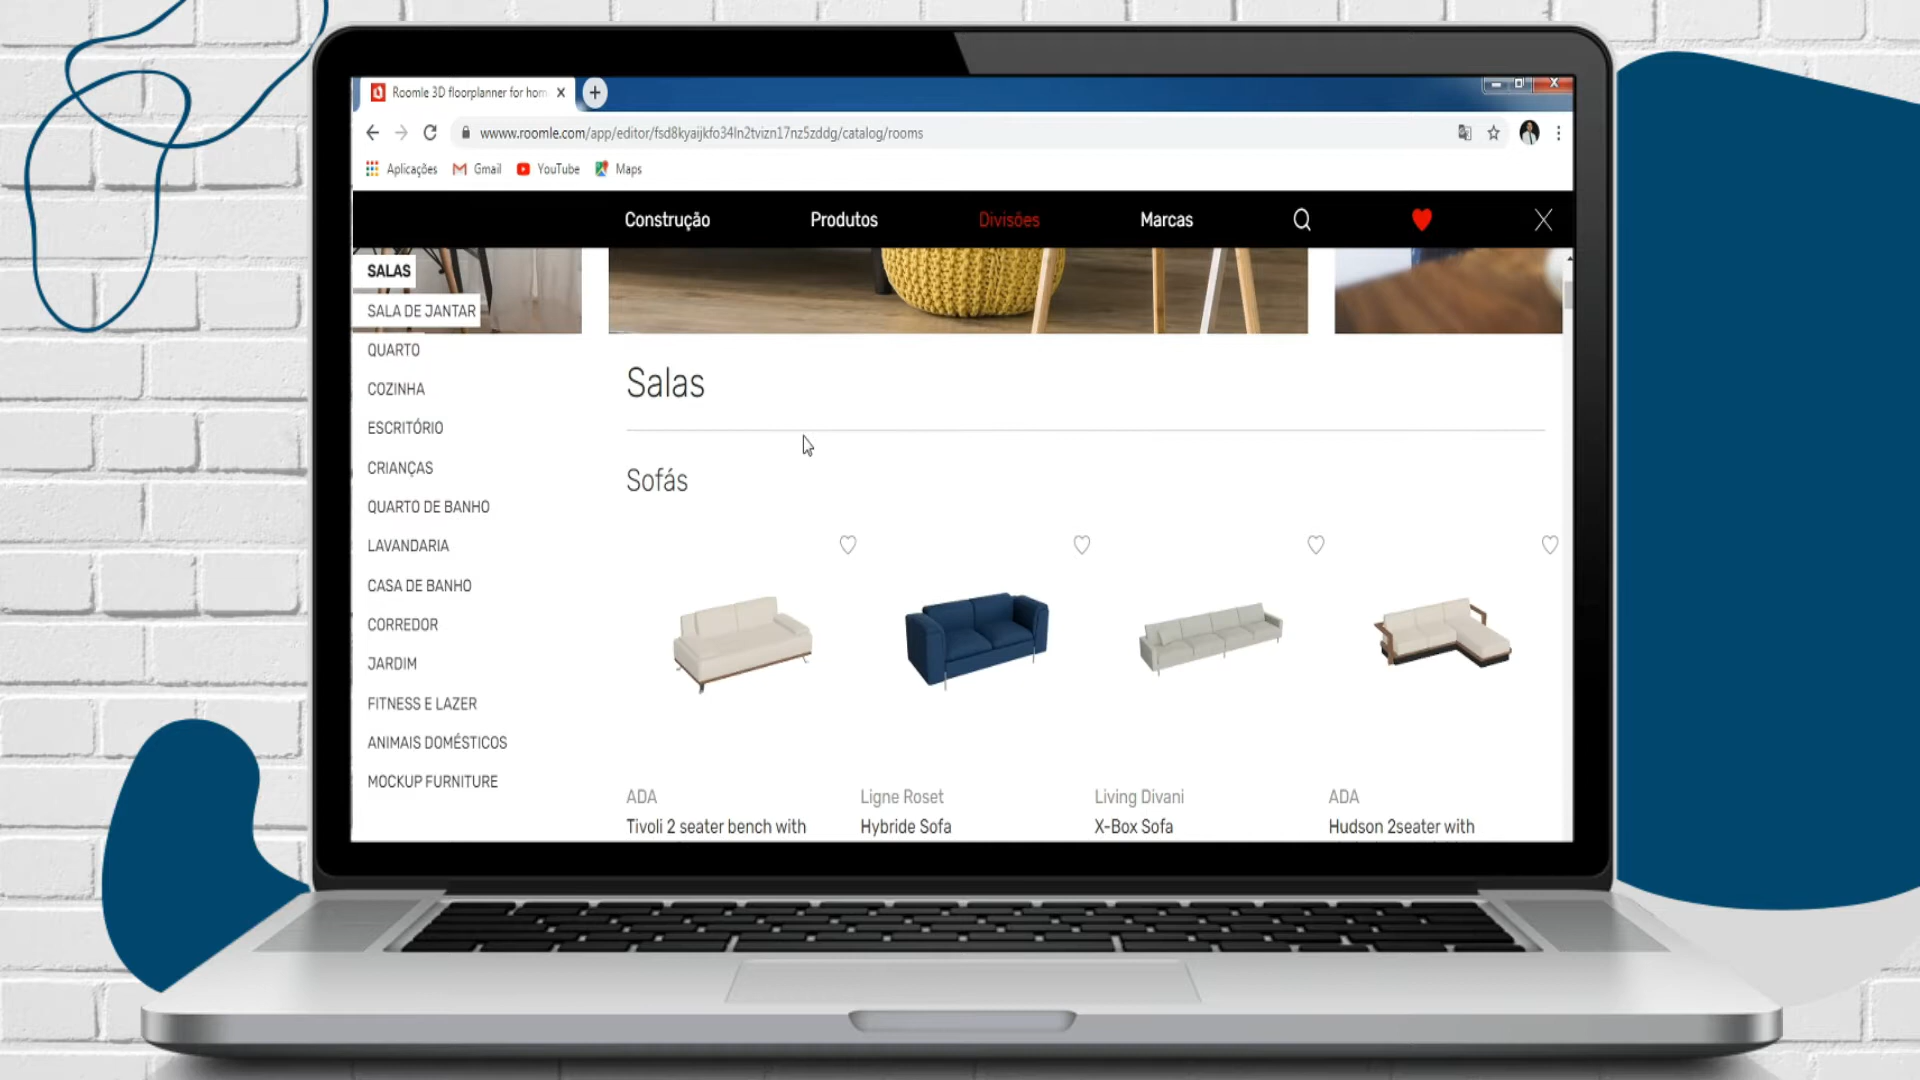 Roomle 3D floorplanner for hom
wwww.roomle.com/app/editor/fsd8kyaijkfo34ln2tvizn17nz5zddg/catalog/rooms
Aplicações Gmail YouTube Maps
Construção Produtos Divisões Marcas
SALAS
SALA DE JANTAR
QUARTO
COZINHA
ESCRITÓRIO
CRIANÇAS
QUARTO DE BANHO
LAVANDARIA
CASA DE BANHO
CORREDOR
JARDIM
FITNESS E LAZER
ANIMAIS DOMÉSTICOS
MOCKUP FURNITURE
Salas
Sofás
ADA
Tivoli 2 seater bench with
Ligne Roset
Hybride Sofa
Living Divani
X-Box Sofa
ADA
Hudson 2seater with